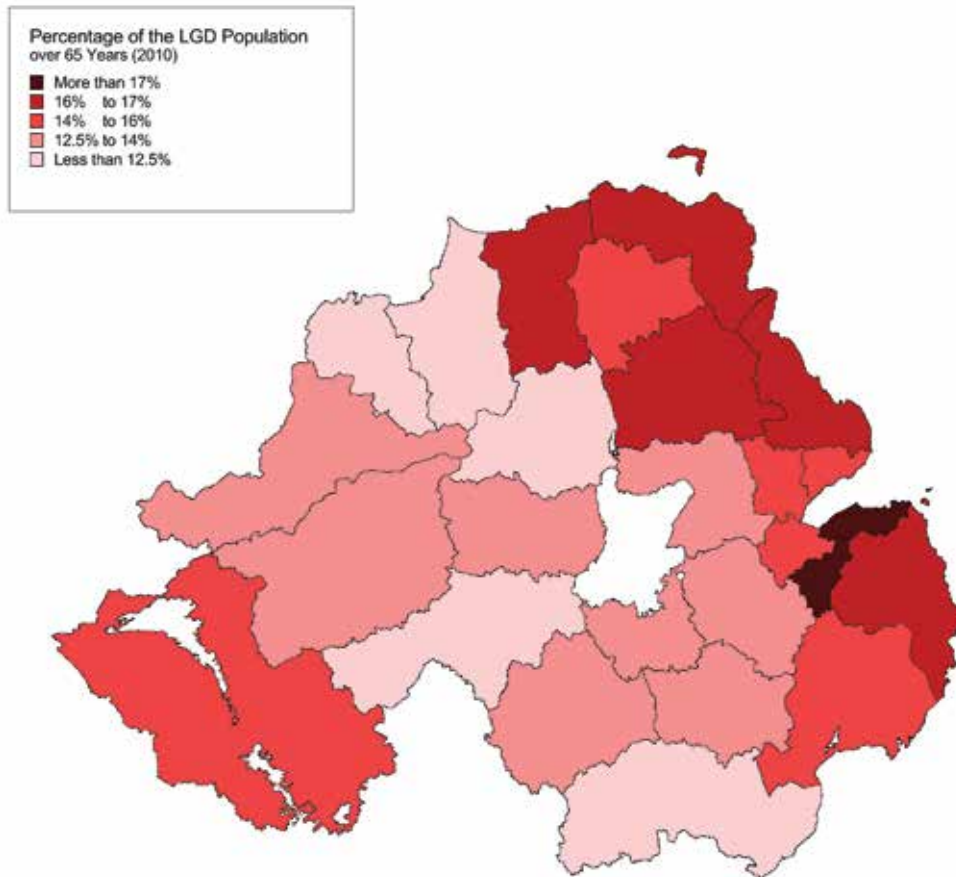 Percentage of the LGD Population
over 65 Years (2010)
More than 17%
16% to 17%
14% to 16%
12.5% to 14%
Less than 12.5%